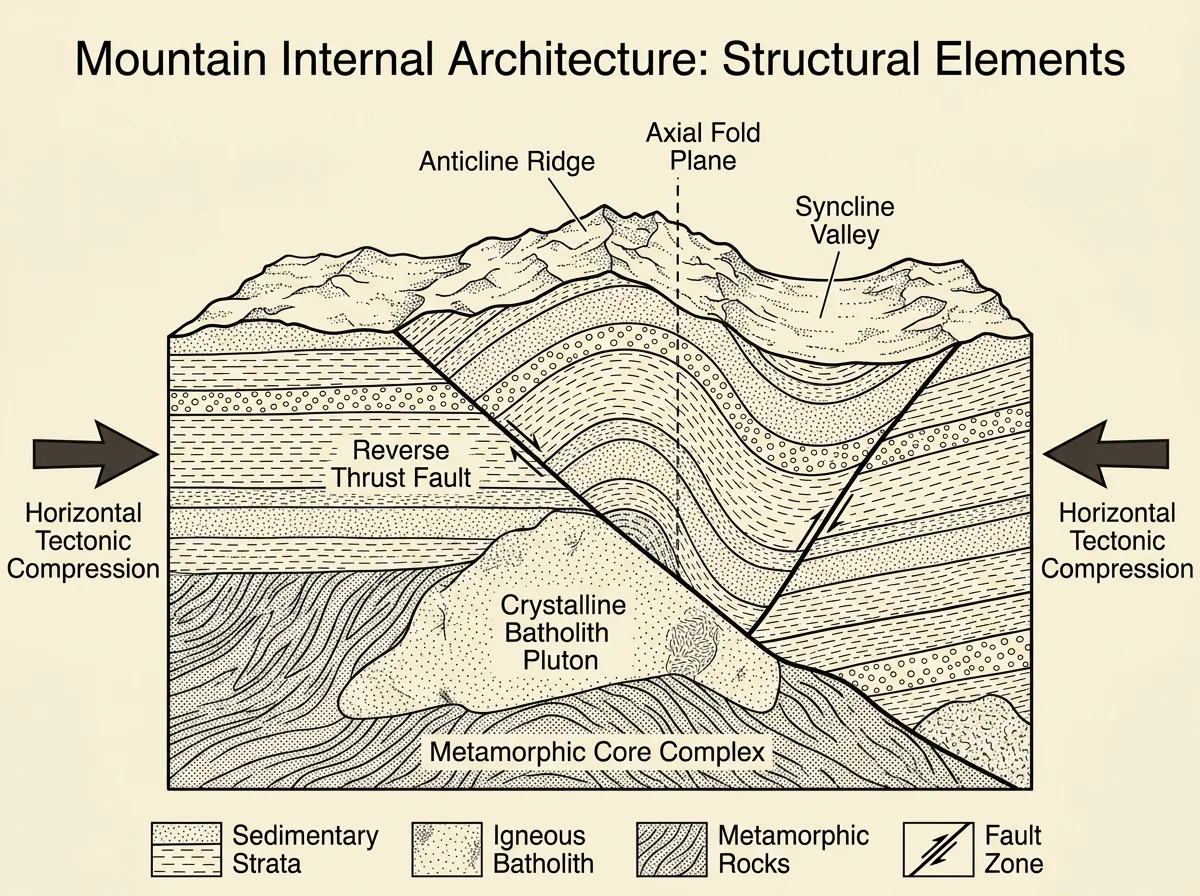 Mountain Internal Architecture: Structural Elements
Axial Fold
Plane
Anticline Ridge
Syncline
Valley
Reverse
Thrust Fault
Horizontal
Tectonic
Compression
Horizontal
Tectonic
Compression
Crystalline
Batholith
Pluton
Metamorphic Core Complex
Sedimentary
Strata
Igneous
Batholith
Metamorphic
Rocks
Fault
Zone